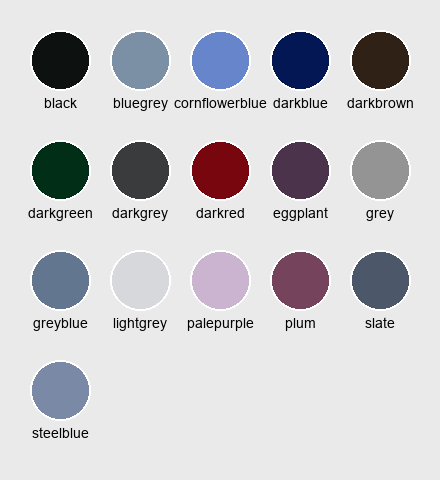 black bluegrey cornflowerblue darkblue darkbrown
darkgreen darkgrey darkred eggplant grey
greyblue lightgrey palepurple plum slate
steelblue